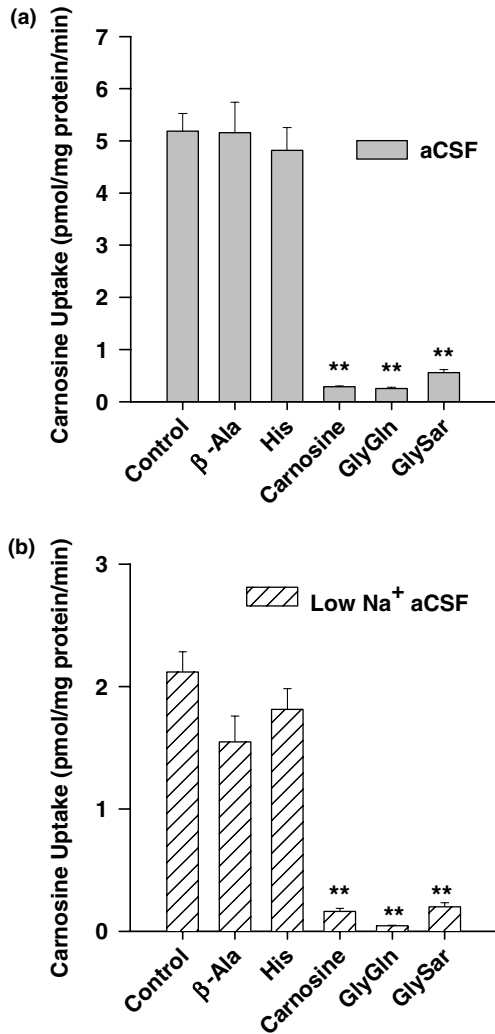 (a)
Carnosine Uptake (pmol/mg protein/min)
7
6
5
4
3
2
1
0
aCSF
** ** **
Control β -Ala His Carnosine GlyGln GlySar
(b)
Carnosine Uptake (pmol/mg protein/min)
3
2
1
0
Low Na+ aCSF
** ** **
Control β-Ala His Carnosine GlyGln GlySar